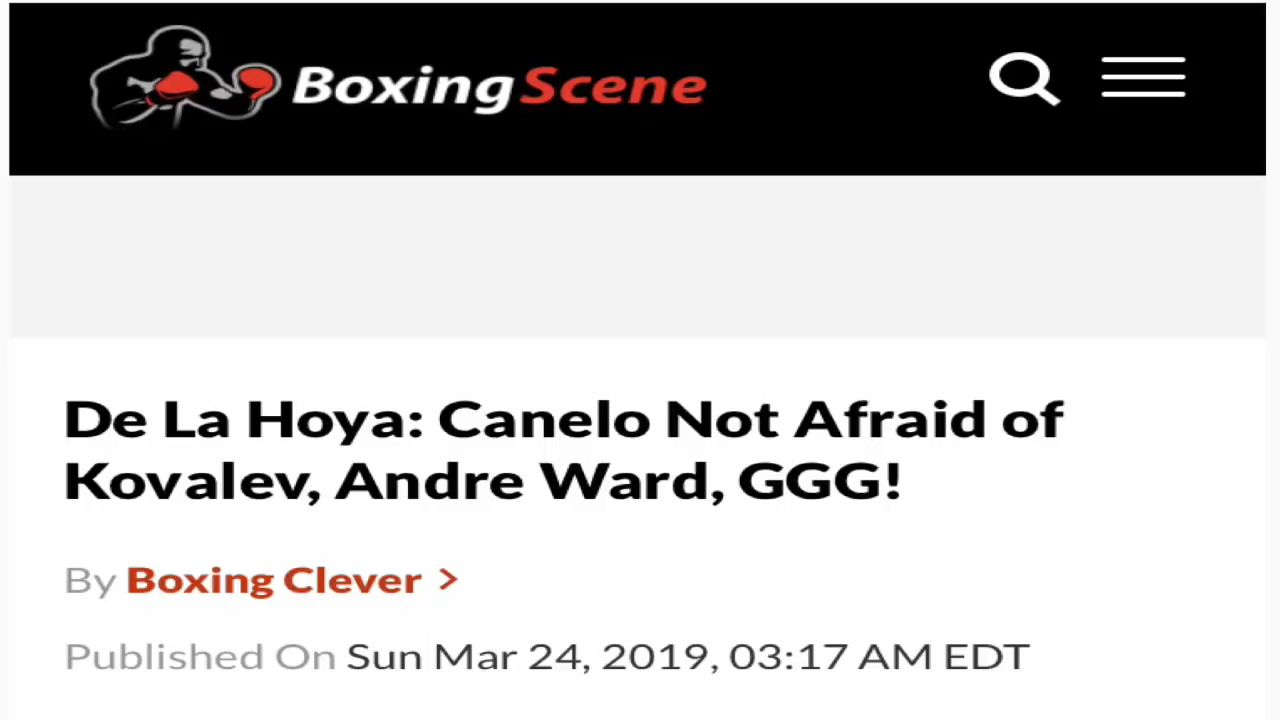 BoxingScene
De La Hoya: Canelo Not Afraid of
Kovalev, Andre Ward, GGG!
By Boxing Clever >
Published On Sun Mar 24, 2019, 03:17 AM EDT